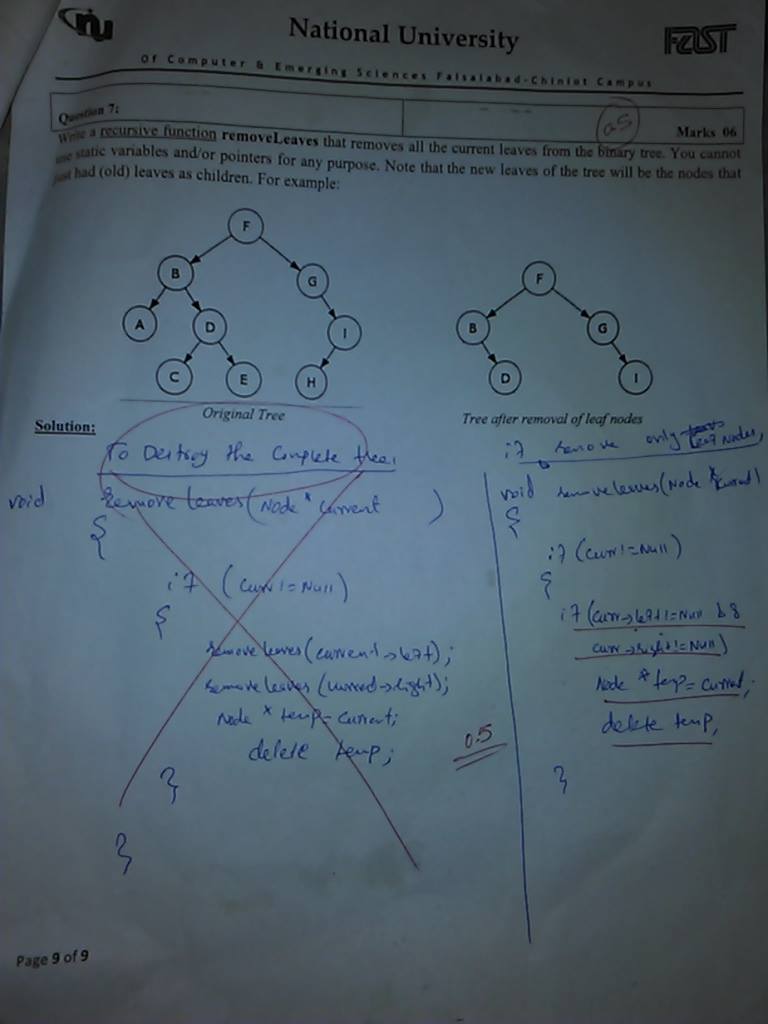 nu
National University
FAST
Of Computer & Emerging Sciences Faisalabad-Chiniot Campus
Question 7:
0.5
Marks 06
Write a recursive function removeLeaves that removes all the current leaves from the binary tree. You cannot
use static variables and/or pointers for any purpose. Note that the new leaves of the tree will be the nodes that
just had (old) leaves as children. For example:
F
B
G
A
D
I
C
E
H
F
B
G
D
I
Original Tree
Tree after removal of leaf nodes
Solution:
To Destroy the Complete tree,
void Remove leaves(Node * current )
{
if (curr != Null)
{
remove leaves(current->left);
remove leaves (current->right);
Node * temp = current;
delete temp;
}
}
0.5
if remove only leaf Nodes,
void remove leaves(Node * current)
{
if (curr != Null)
{
if (curr->left != Null &&
curr->right != Null)
Node * temp = current;
delete temp,
}
Page 9 of 9